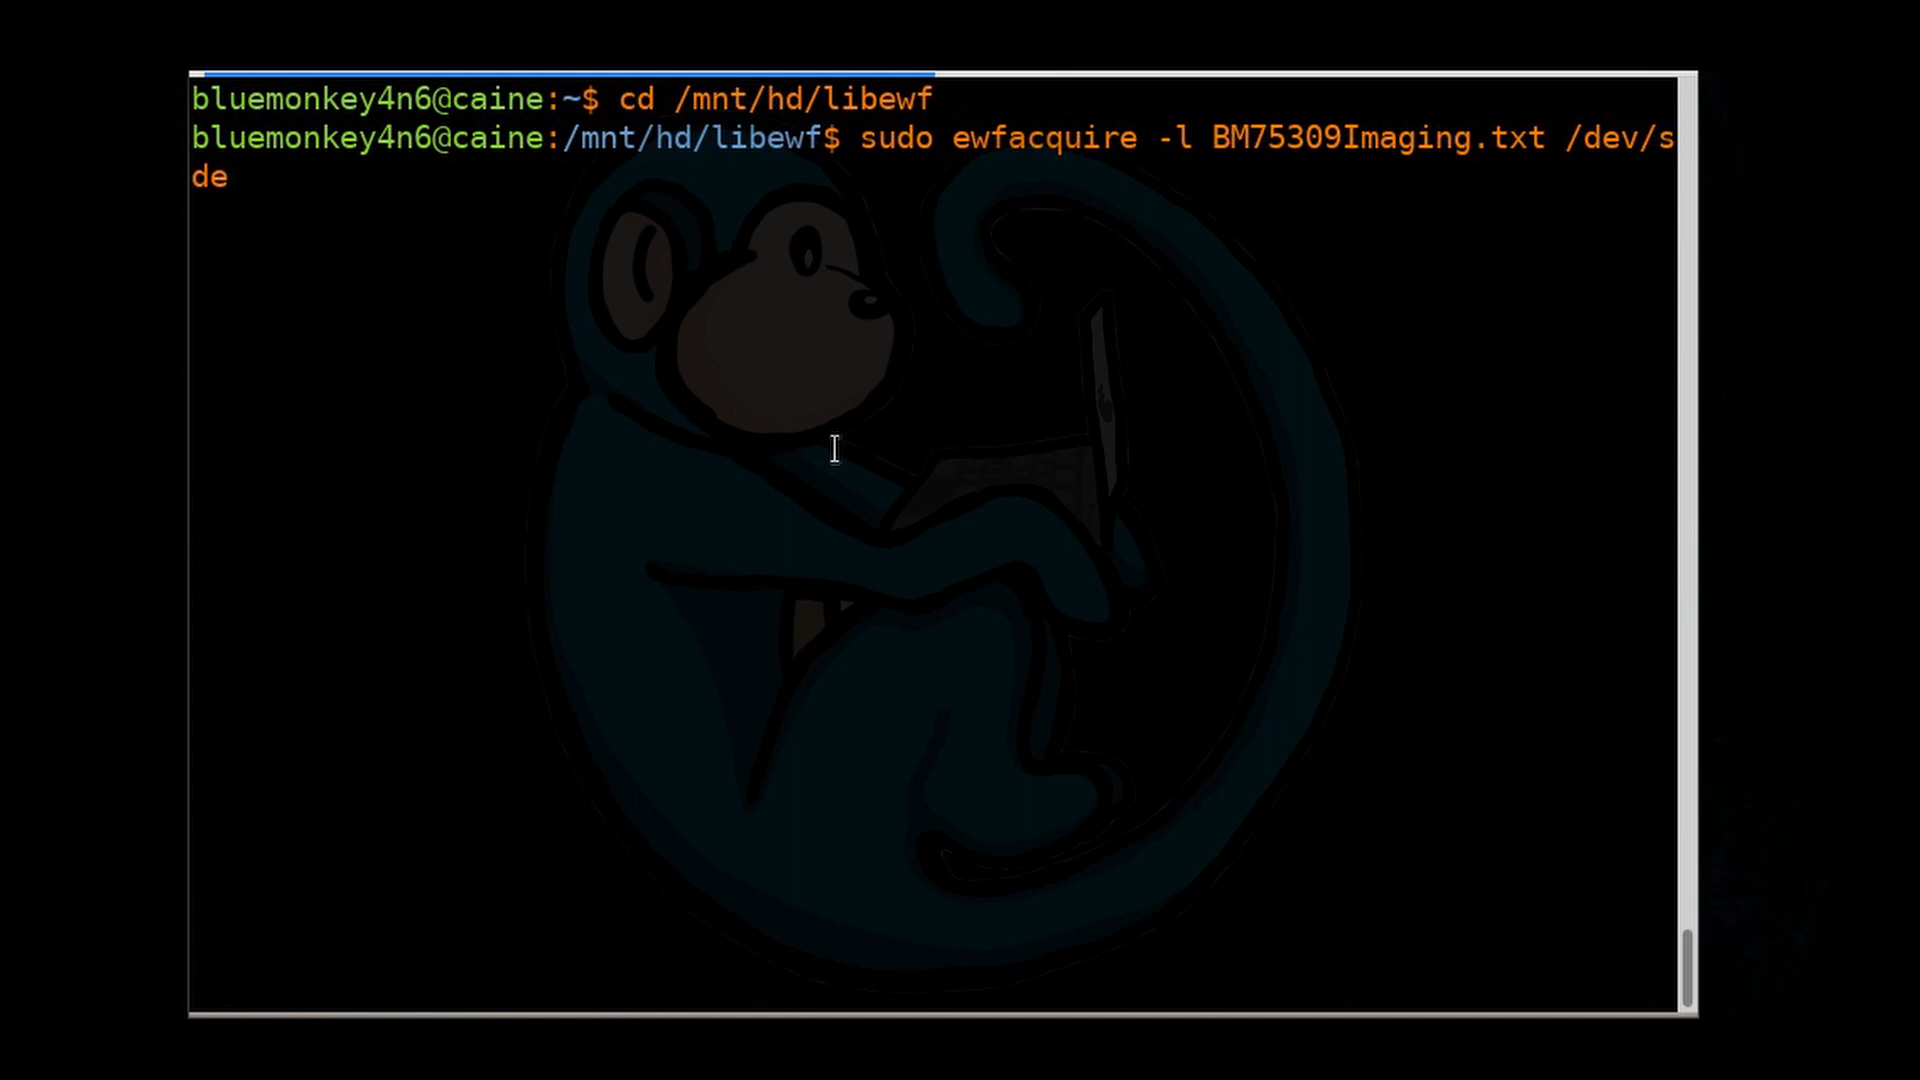 bluemonkey4n6@caine:~$ cd /mnt/hd/libewf
bluemonkey4n6@caine:/mnt/hd/libewf$ sudo ewfacquire -l BM75309Imaging.txt /dev/s
de